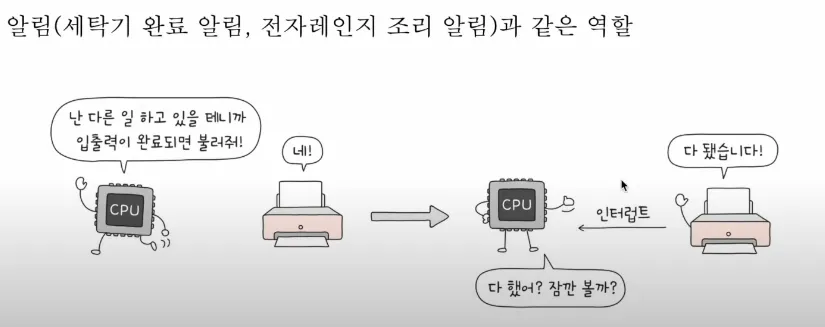 알림(세탁기 완료 알림, 전자레인지 조리 알림)과 같은 역할
난 다른 일 하고 있을 테니까
입출력이 완료되면 불러줘!
네!
CPU
CPU
다 했어? 잠깐 볼까?
인터럽트
다 됐습니다!